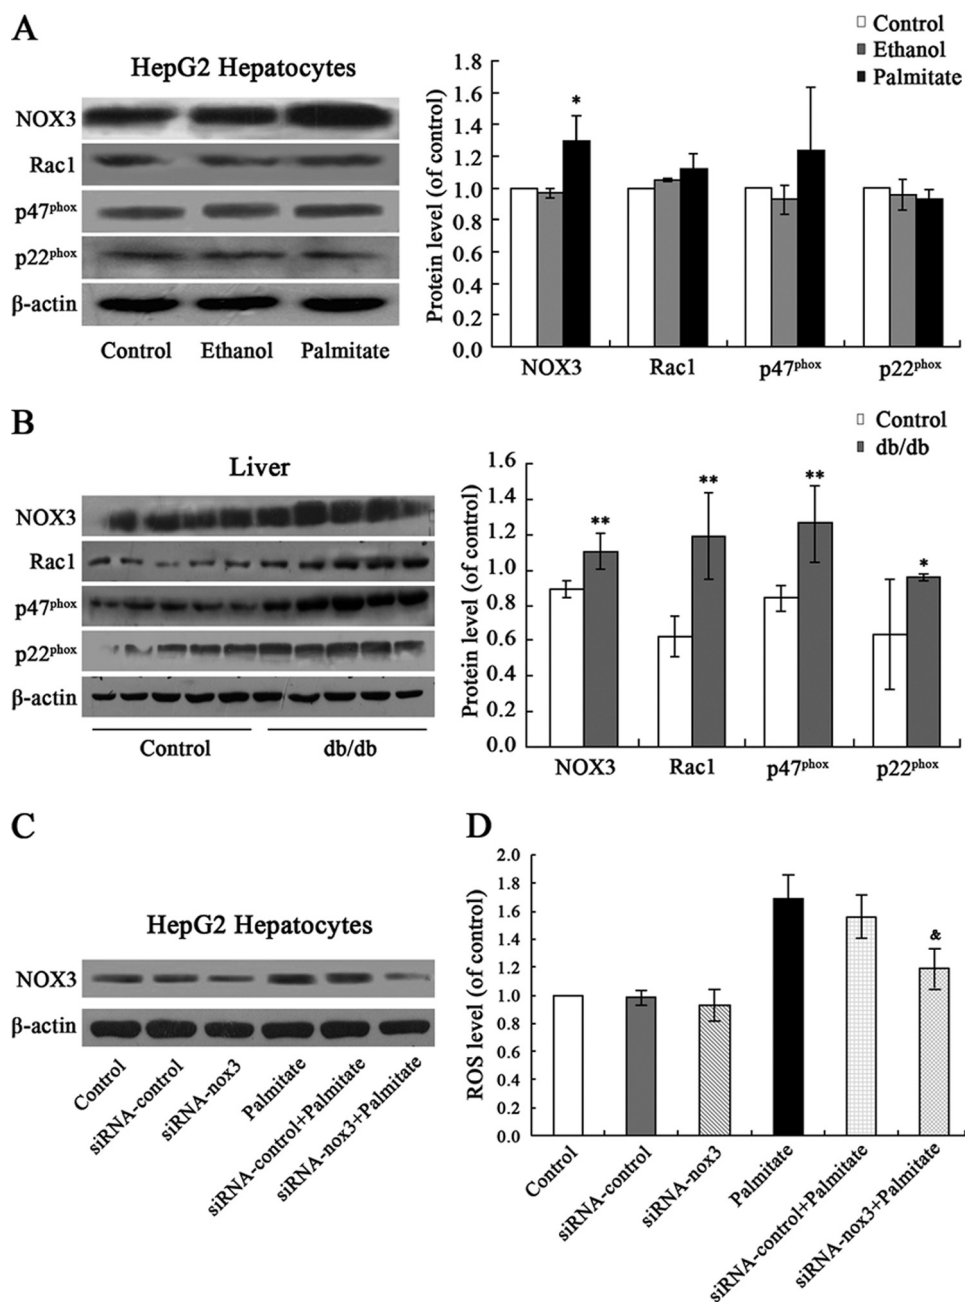 A
HepG2 Hepatocytes
NOX3
Rac1
p47phox
p22phox
β-actin
Control Ethanol Palmitate
Control
Ethanol
Palmitate
Protein level (of control)
1.8
1.6
1.4
1.2
1.0
0.8
0.6
0.4
0.2
0.0
*
NOX3 Rac1 p47phox p22phox
B
Liver
NOX3
Rac1
p47phox
p22phox
β-actin
Control db/db
Control
db/db
Protein level (of control)
1.6
1.4
1.2
1.0
0.8
0.6
0.4
0.2
0.0
** ** ** *
NOX3 Rac1 p47phox p22phox
C
HepG2 Hepatocytes
NOX3
β-actin
Control
siRNA-control
siRNA-nox3
Palmitate
siRNA-control+Palmitate
siRNA-nox3+Palmitate
D
ROS level (of control)
2.0
1.8
1.6
1.4
1.2
1.0
1.8
1.6
1.4
1.2
0.0
&
Control
siRNA-control
siRNA-nox3
Palmitate
siRNA-control+Palmitate
siRNA-nox3+Palmitate